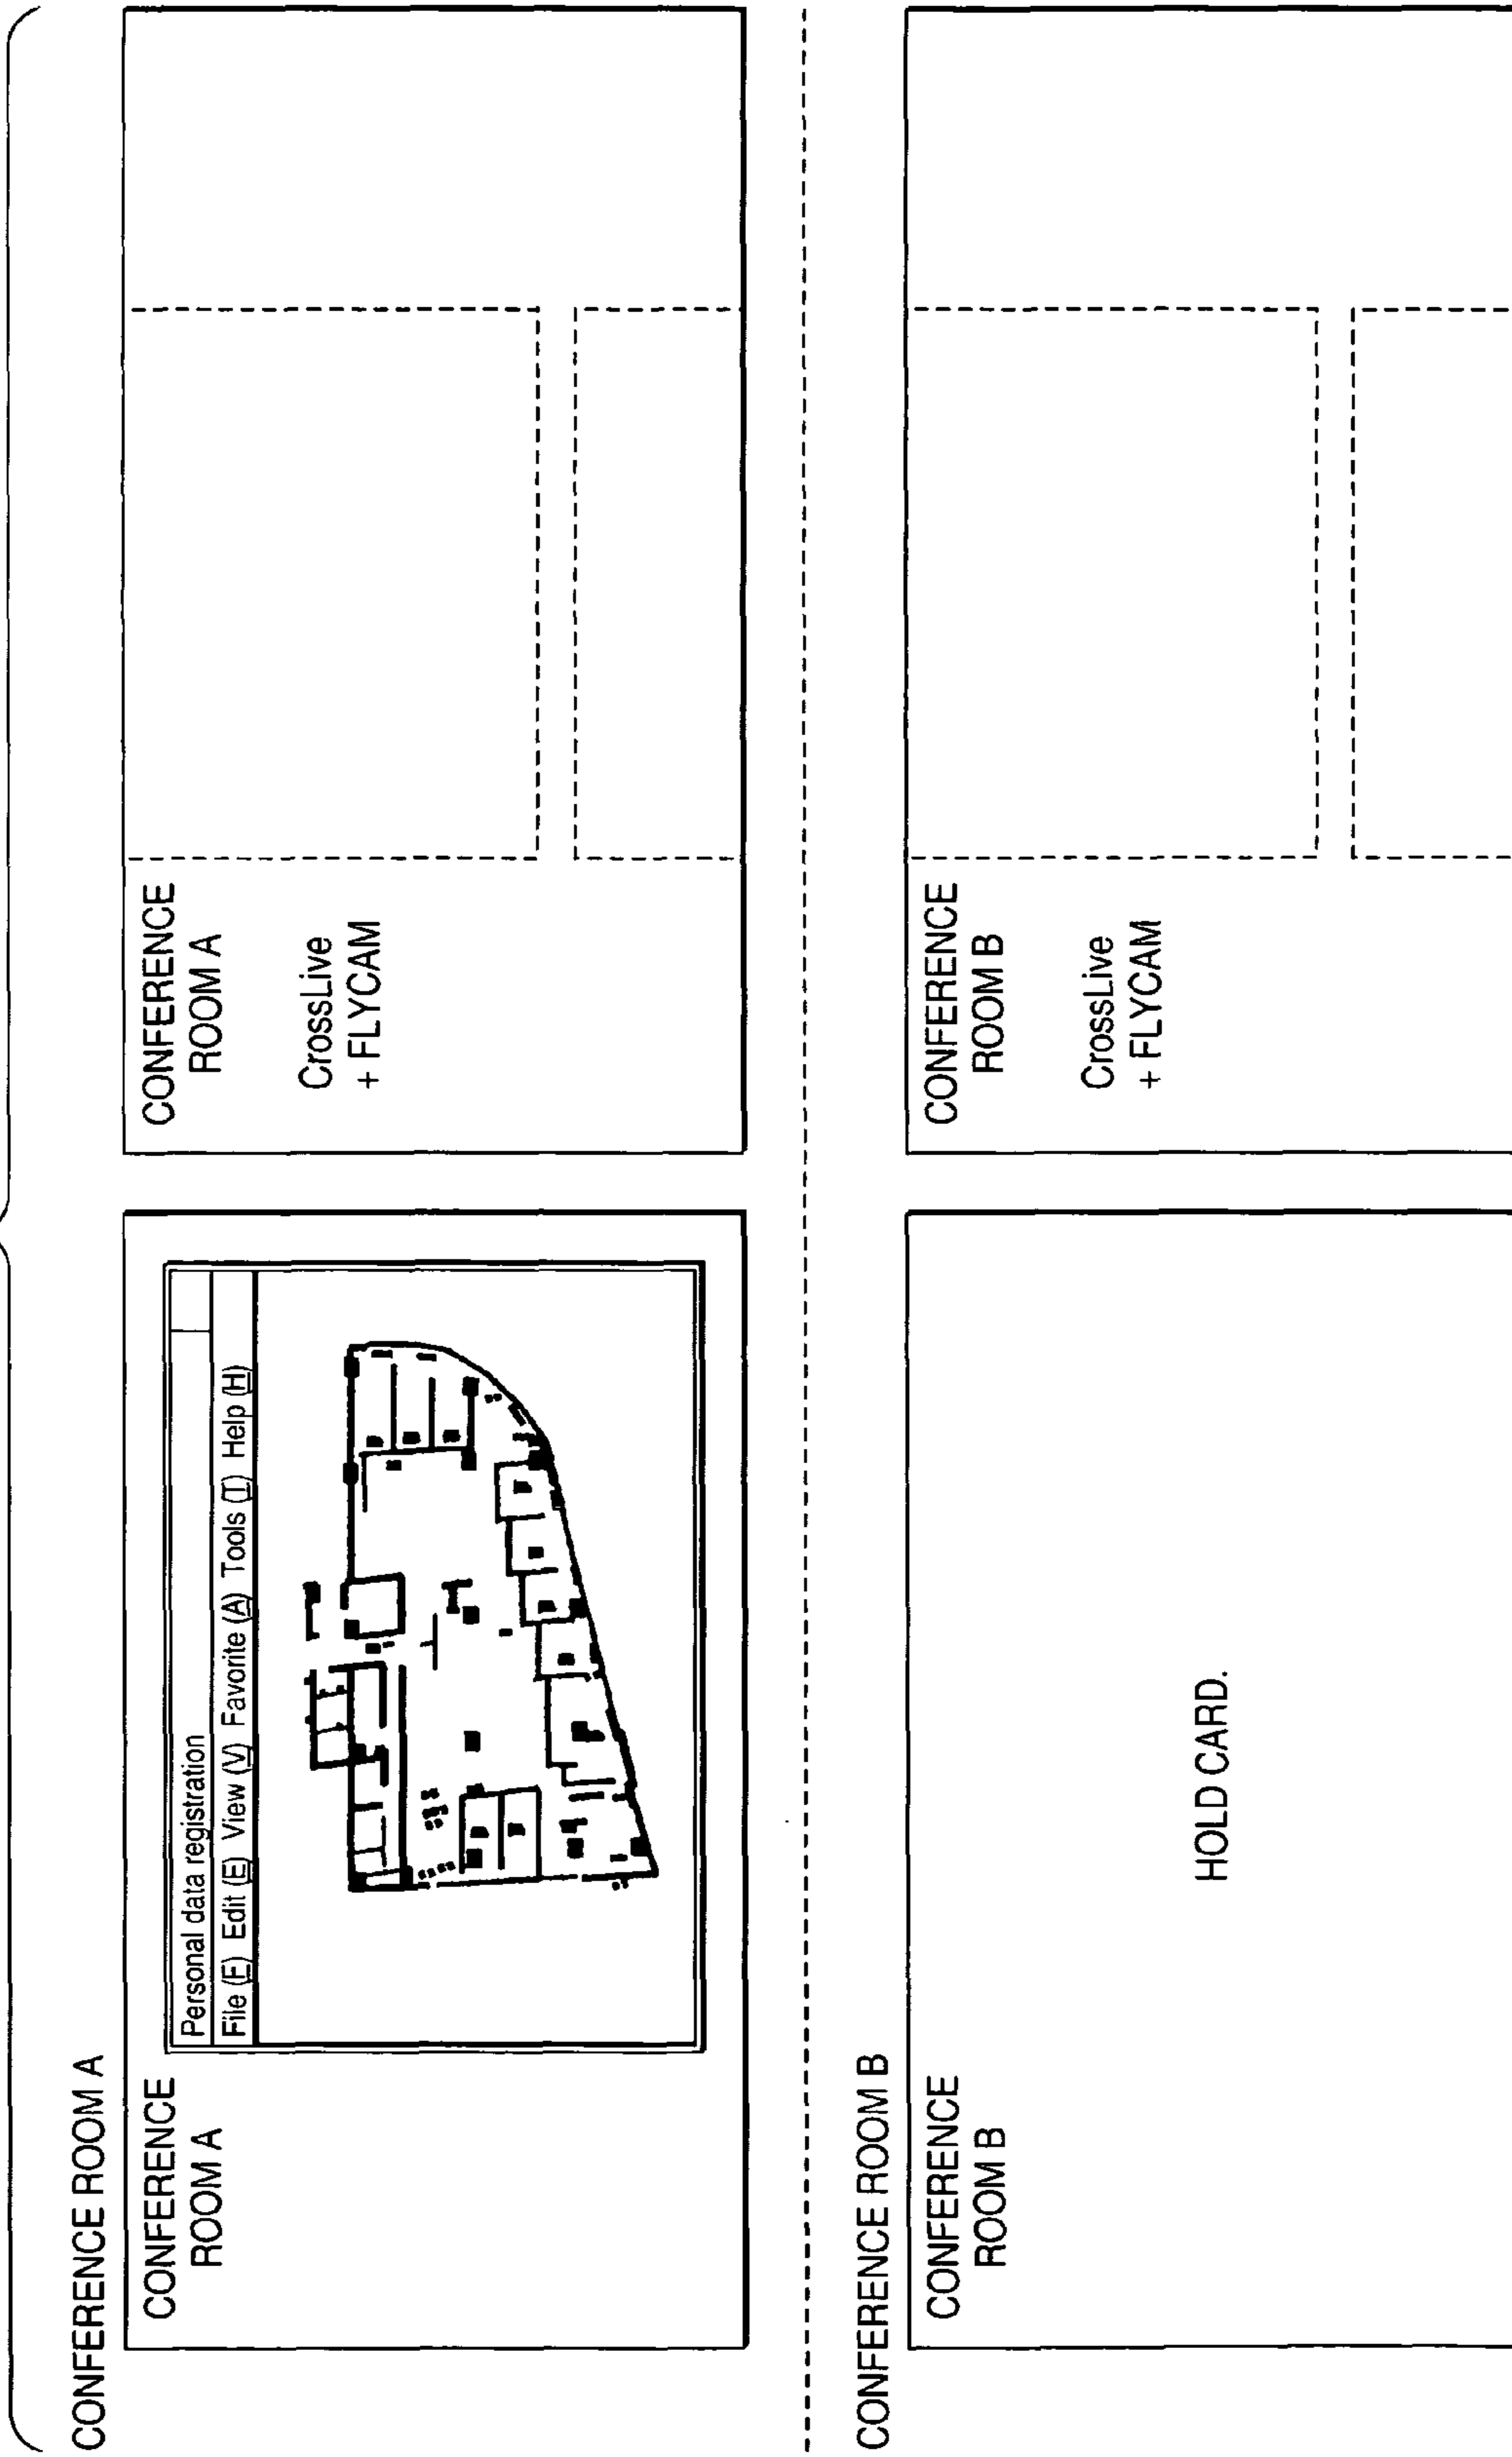 CONFERENCE ROOM A
CONFERENCE
ROOM A
Personal data registration
File (F) Edit (E) View (V) Favorite (A) Tools (T) Help (H)
CONFERENCE
ROOM A
CrossLive
+ FLYCAM
CONFERENCE ROOM B
CONFERENCE
ROOM B
HOLD CARD.
CONFERENCE
ROOM B
CrossLive
+ FLYCAM